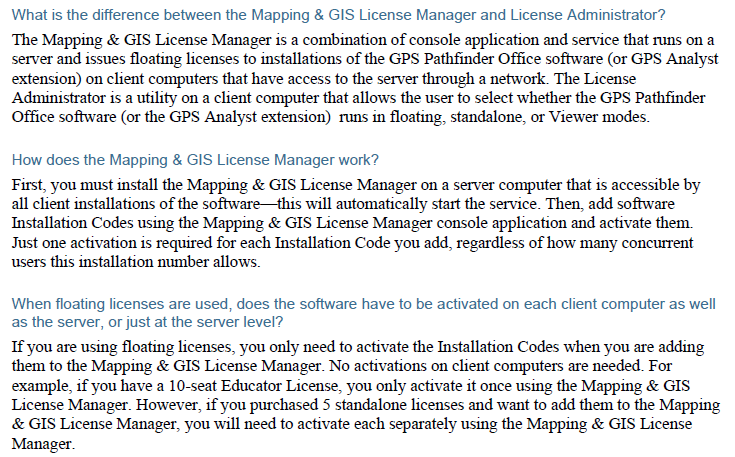 What is the difference between the Mapping & GIS License Manager and License Administrator?
The Mapping & GIS License Manager is a combination of console application and service that runs on a
server and issues floating licenses to installations of the GPS Pathfinder Office software (or GPS Analyst
extension) on client computers that have access to the server through a network. The License
Administrator is a utility on a client computer that allows the user to select whether the GPS Pathfinder
Office software (or the GPS Analyst extension)  runs in floating, standalone, or Viewer modes.
How does the Mapping & GIS License Manager work?
First, you must install the Mapping & GIS License Manager on a server computer that is accessible by
all client installations of the software—this will automatically start the service. Then, add software
Installation Codes using the Mapping & GIS License Manager console application and activate them.
Just one activation is required for each Installation Code you add, regardless of how many concurrent
users this installation number allows.
When floating licenses are used, does the software have to be activated on each client computer as well
as the server, or just at the server level?
If you are using floating licenses, you only need to activate the Installation Codes when you are adding
them to the Mapping & GIS License Manager. No activations on client computers are needed. For
example, if you have a 10-seat Educator License, you only activate it once using the Mapping & GIS
License Manager. However, if you purchased 5 standalone licenses and want to add them to the Mapping
& GIS License Manager, you will need to activate each separately using the Mapping & GIS License
Manager.